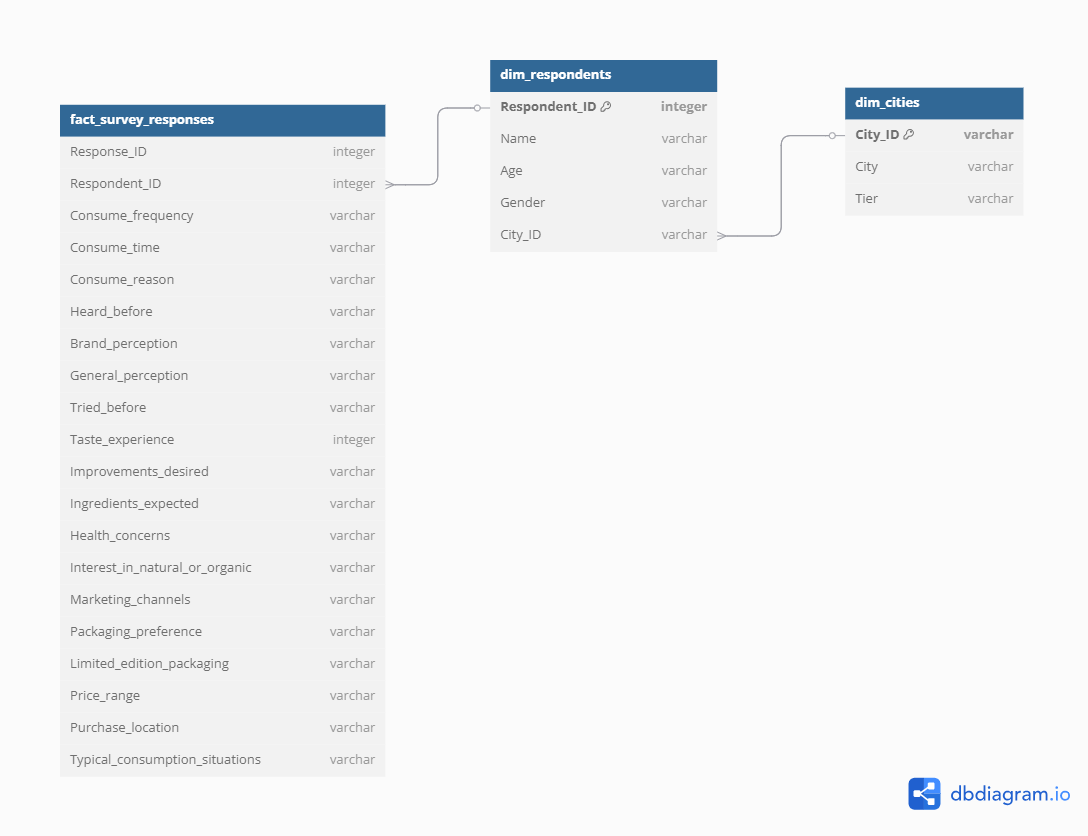 fact_survey_responses
Response_ID integer
Respondent_ID integer
Consume_frequency varchar
Consume_time varchar
Consume_reason varchar
Heard_before varchar
Brand_perception varchar
General_perception varchar
Tried_before varchar
Taste_experience integer
Improvements_desired varchar
Ingredients_expected varchar
Health_concerns varchar
Interest_in_natural_or_organic varchar
Marketing_channels varchar
Packaging_preference varchar
Limited_edition_packaging varchar
Price_range varchar
Purchase_location varchar
Typical_consumption_situations varchar
dim_respondents
Respondent_ID integer
Name varchar
Age varchar
Gender varchar
City_ID varchar
dim_cities
City_ID varchar
City varchar
Tier varchar
dbdiagram.io